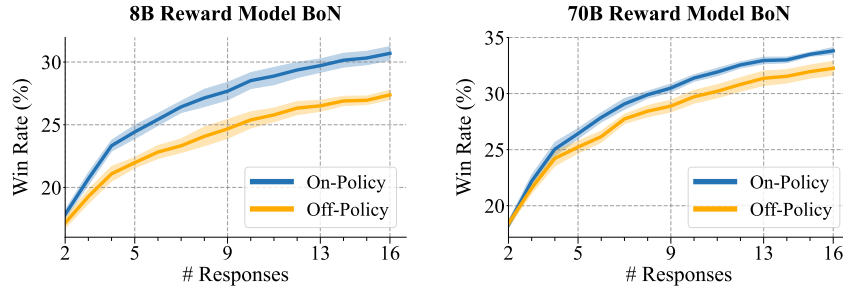 8B Reward Model BoN
Win Rate (%)
30
25
20
2
5
9
13
16
# Responses
On-Policy
Off-Policy
70B Reward Model BoN
Win Rate (%)
35
30
25
20
2
5
9
13
16
# Responses
On-Policy
Off-Policy